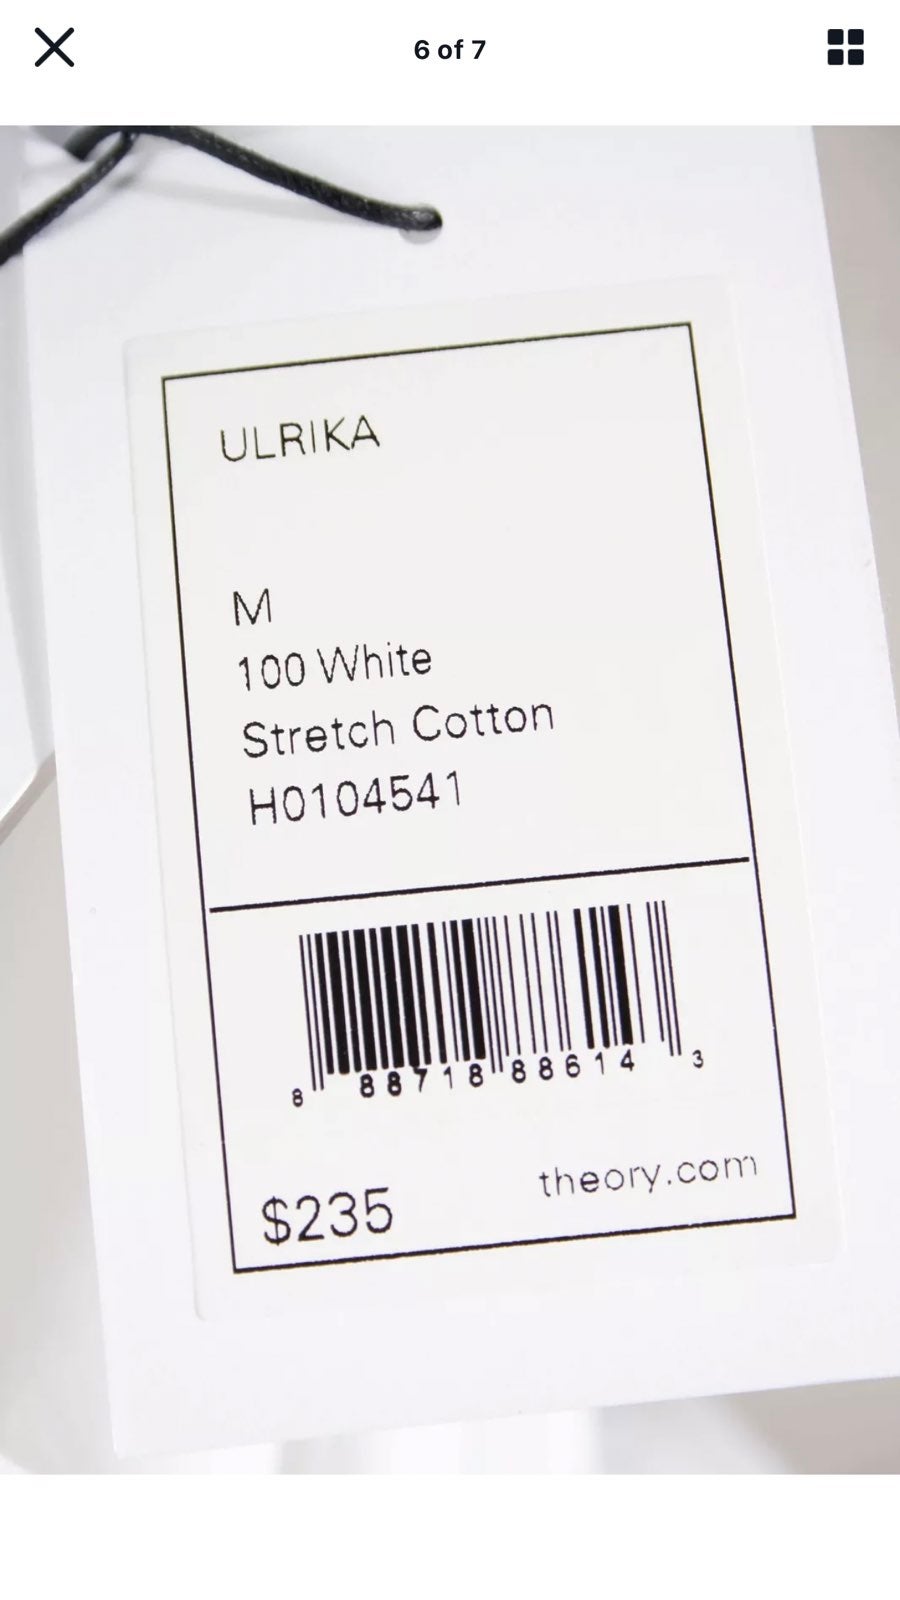 6 of 7
ULRIKA
M
100 White
Stretch Cotton
H0104541
8 88718 88614 3
$235
theory.com